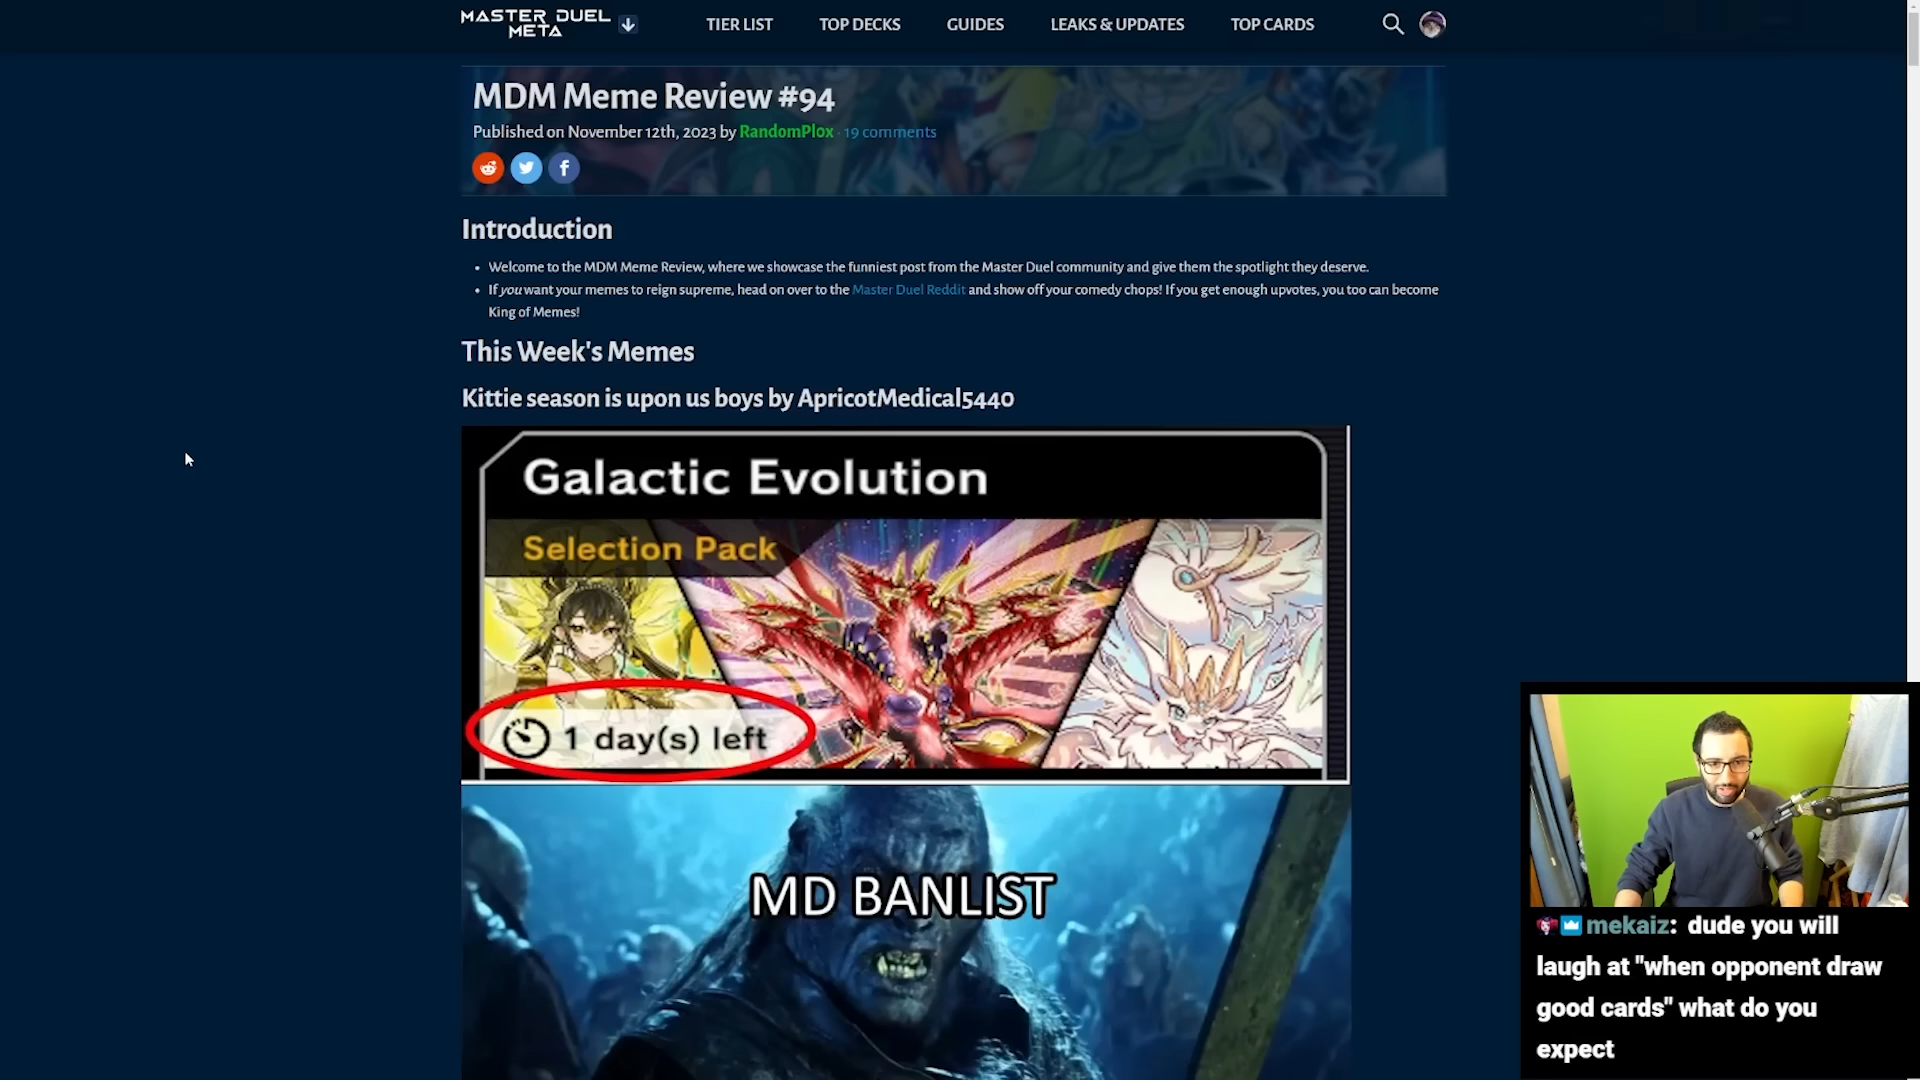 MASTER DUEL
META
TIER LIST
TOP DECKS
GUIDES
LEAKS & UPDATES
TOP CARDS
MDM Meme Review #94
Published on November 12th, 2023 by RandomPlox · 19 comments
Introduction
• Welcome to the MDM Meme Review, where we showcase the funniest post from the Master Duel community and give them the spotlight they deserve.
• If you want your memes to reign supreme, head on over to the Master Duel Reddit and show off your comedy chops! If you get enough upvotes, you too can become
King of Memes!
This Week's Memes
Kittie season is upon us boys by ApricotMedical5440
Galactic Evolution
Selection Pack
1 day(s) left
MD BANLIST
mekaiz: dude you will
laugh at "when opponent draw
good cards" what do you
expect